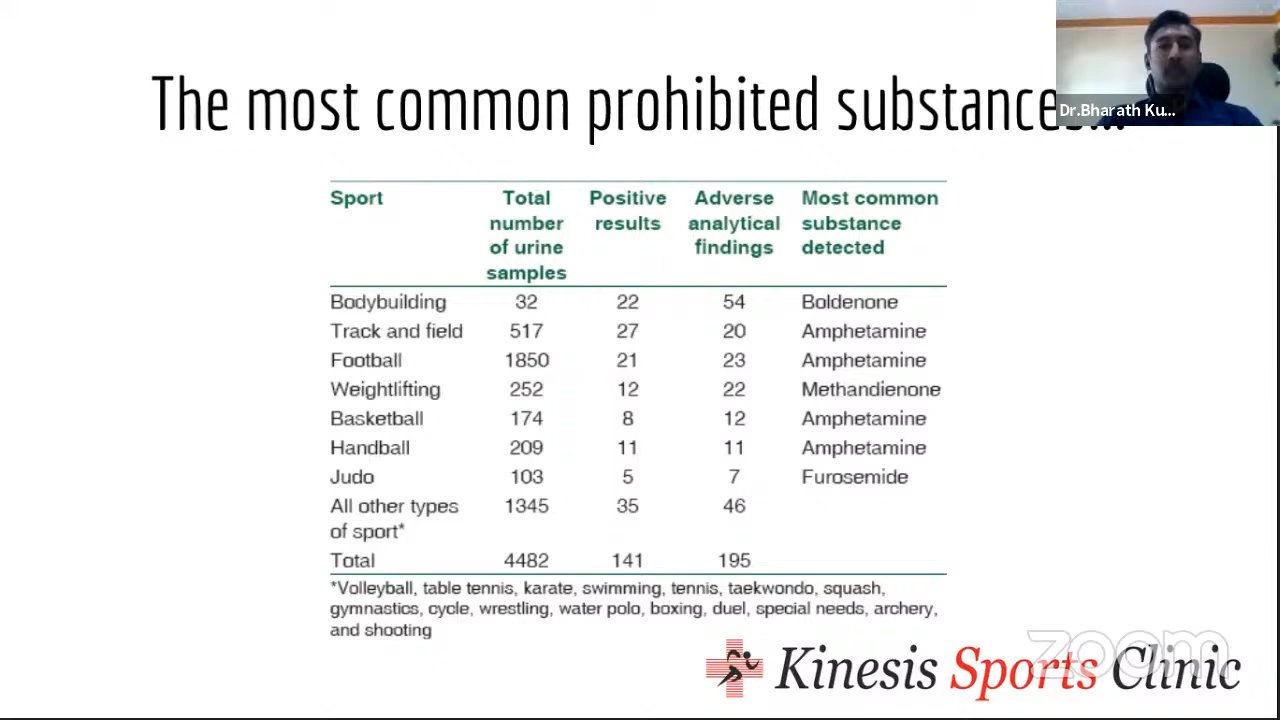 The most common prohibited substances...
Dr.Bharath Ku...
Sport Total number of urine samples Positive results Adverse analytical findings Most common substance detected
Bodybuilding 32 22 54 Boldenone
Track and field 517 27 20 Amphetamine
Football 1850 21 23 Amphetamine
Weightlifting 252 12 22 Methandienone
Basketball 174 8 12 Amphetamine
Handball 209 11 11 Amphetamine
Judo 103 5 7 Furosemide
All other types of sport* 1345 35 46
Total 4482 141 195
*Volleyball, table tennis, karate, swimming, tennis, taekwondo, squash,
gymnastics, cycle, wrestling, water polo, boxing, duel, special needs, archery,
and shooting
zoom
Kinesis Sports Clinic